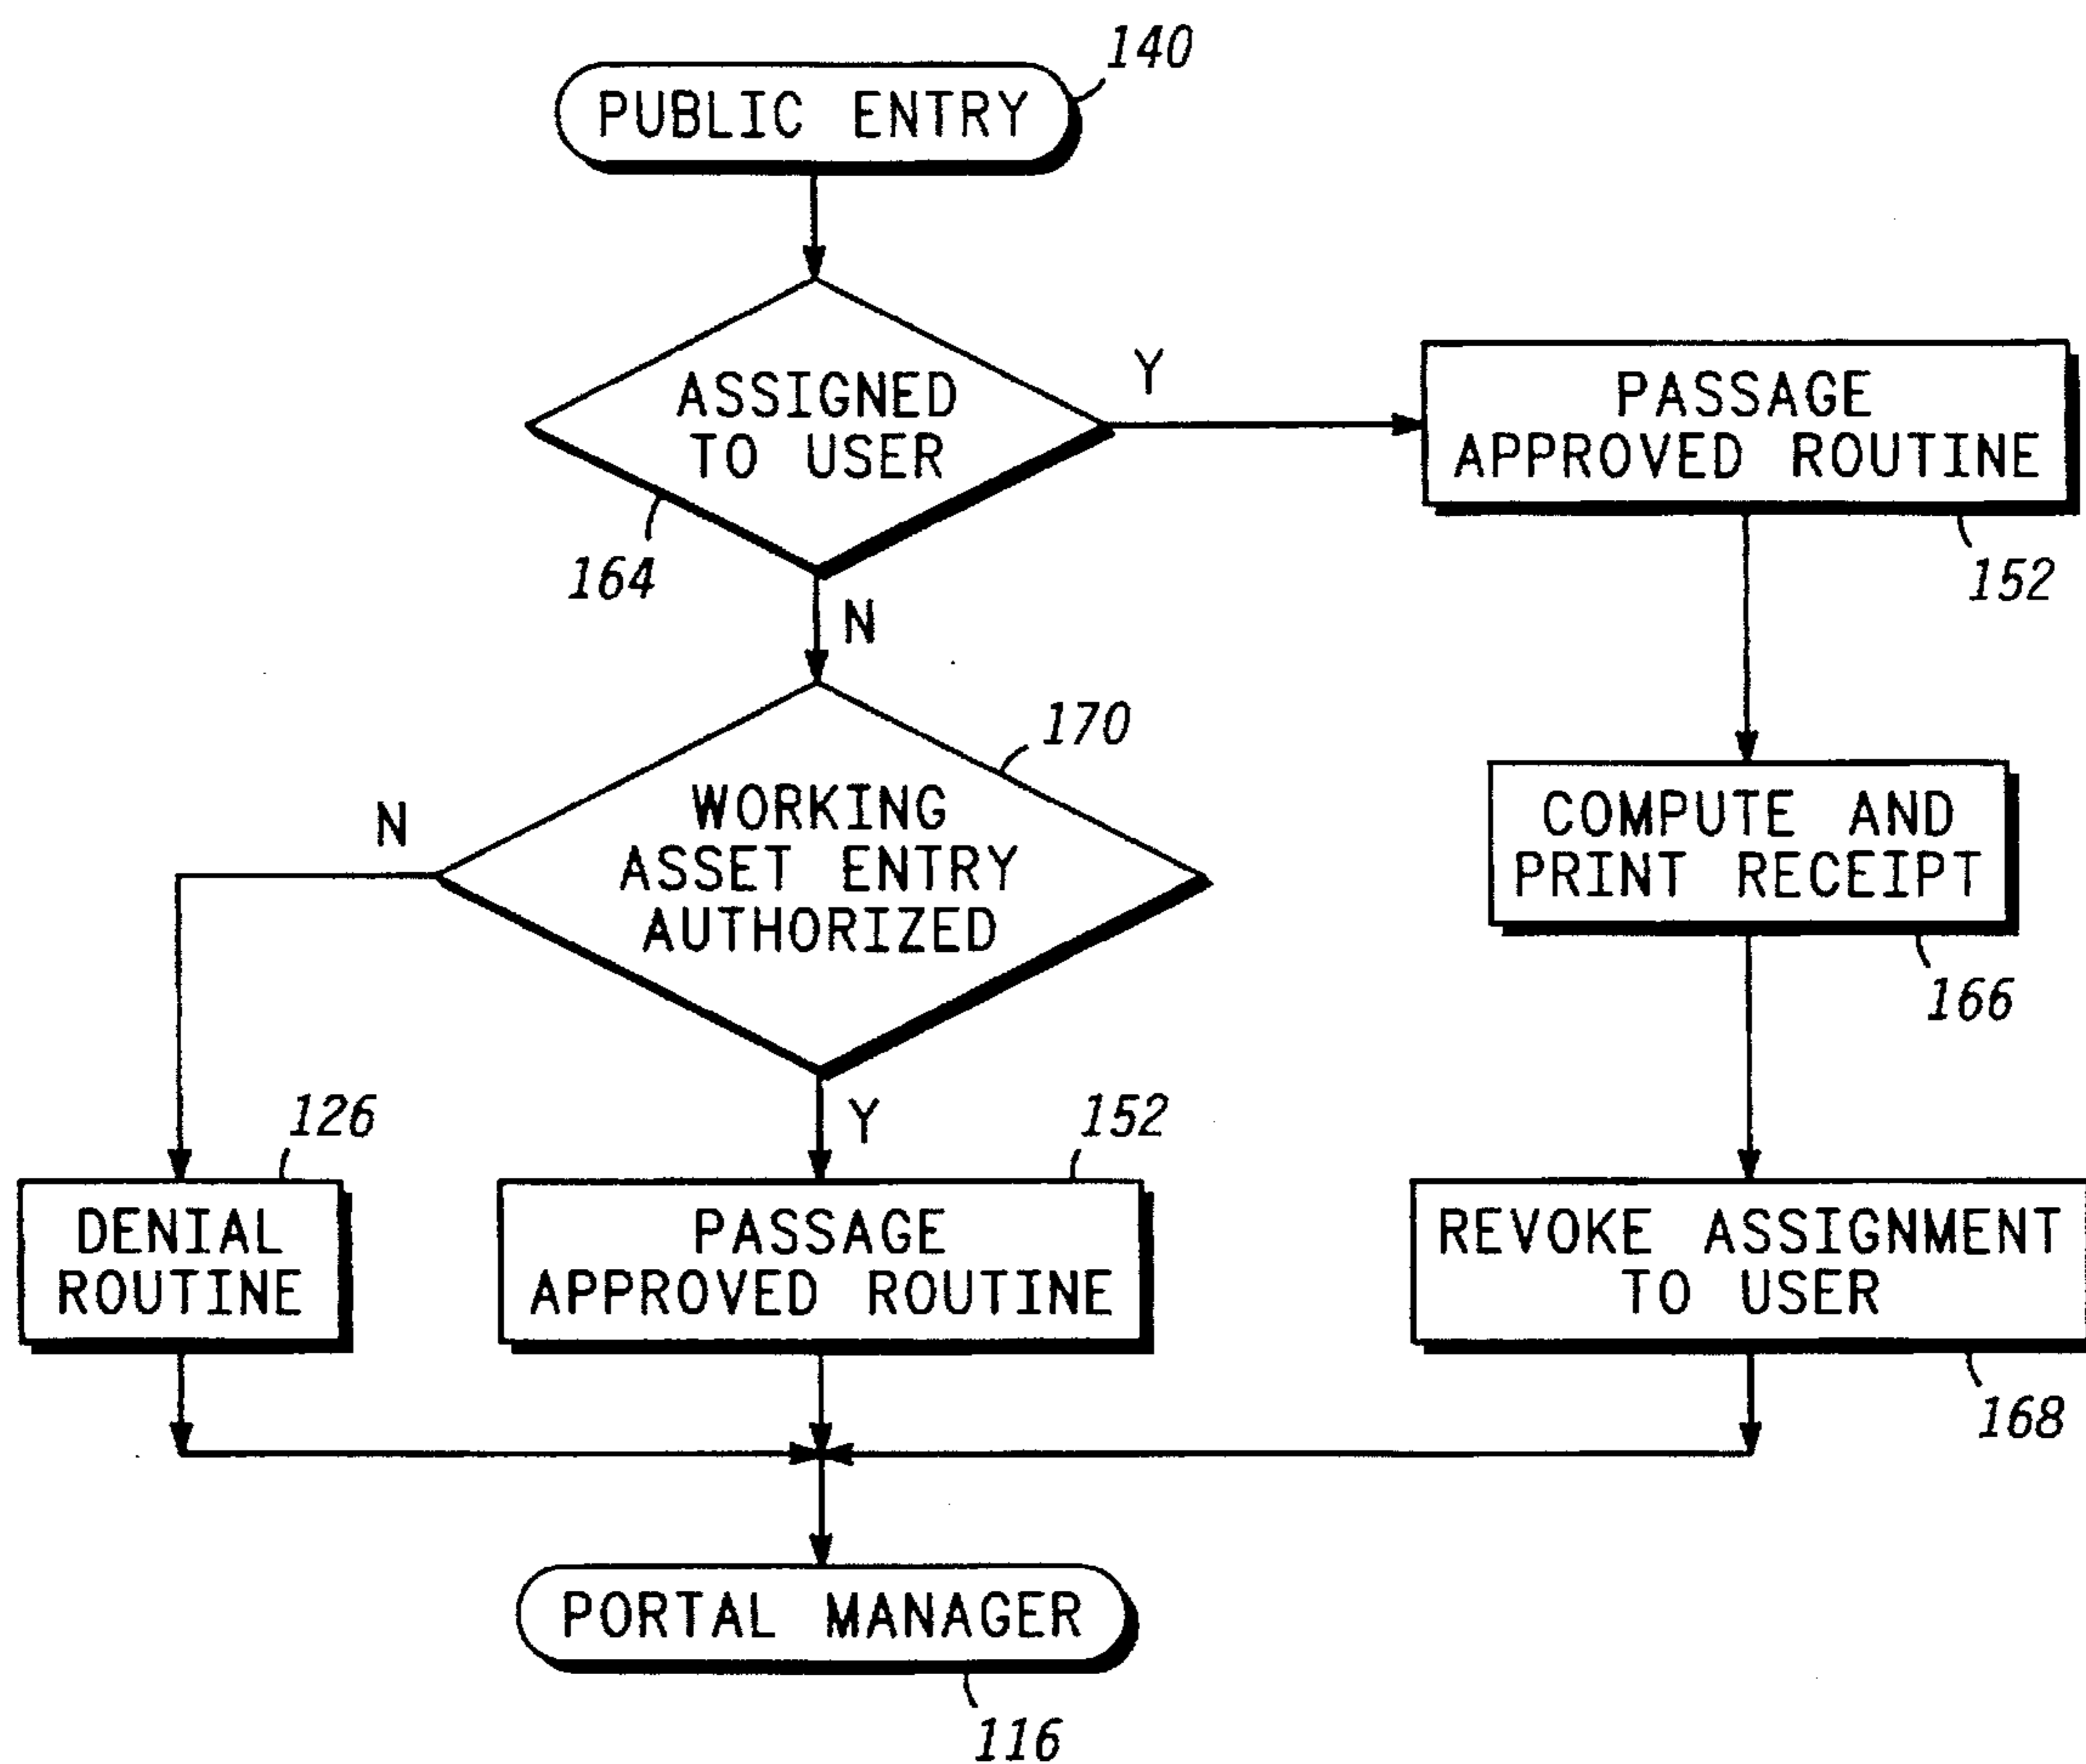 140
PUBLIC ENTRY
ASSIGNED
TO USER
164
Y
PASSAGE
APPROVED ROUTINE
152
N
170
WORKING
ASSET ENTRY
AUTHORIZED
N
COMPUTE AND
PRINT RECEIPT
166
126
Y
152
DENIAL
ROUTINE
PASSAGE
APPROVED ROUTINE
REVOKE ASSIGNMENT
TO USER
168
PORTAL MANAGER
116